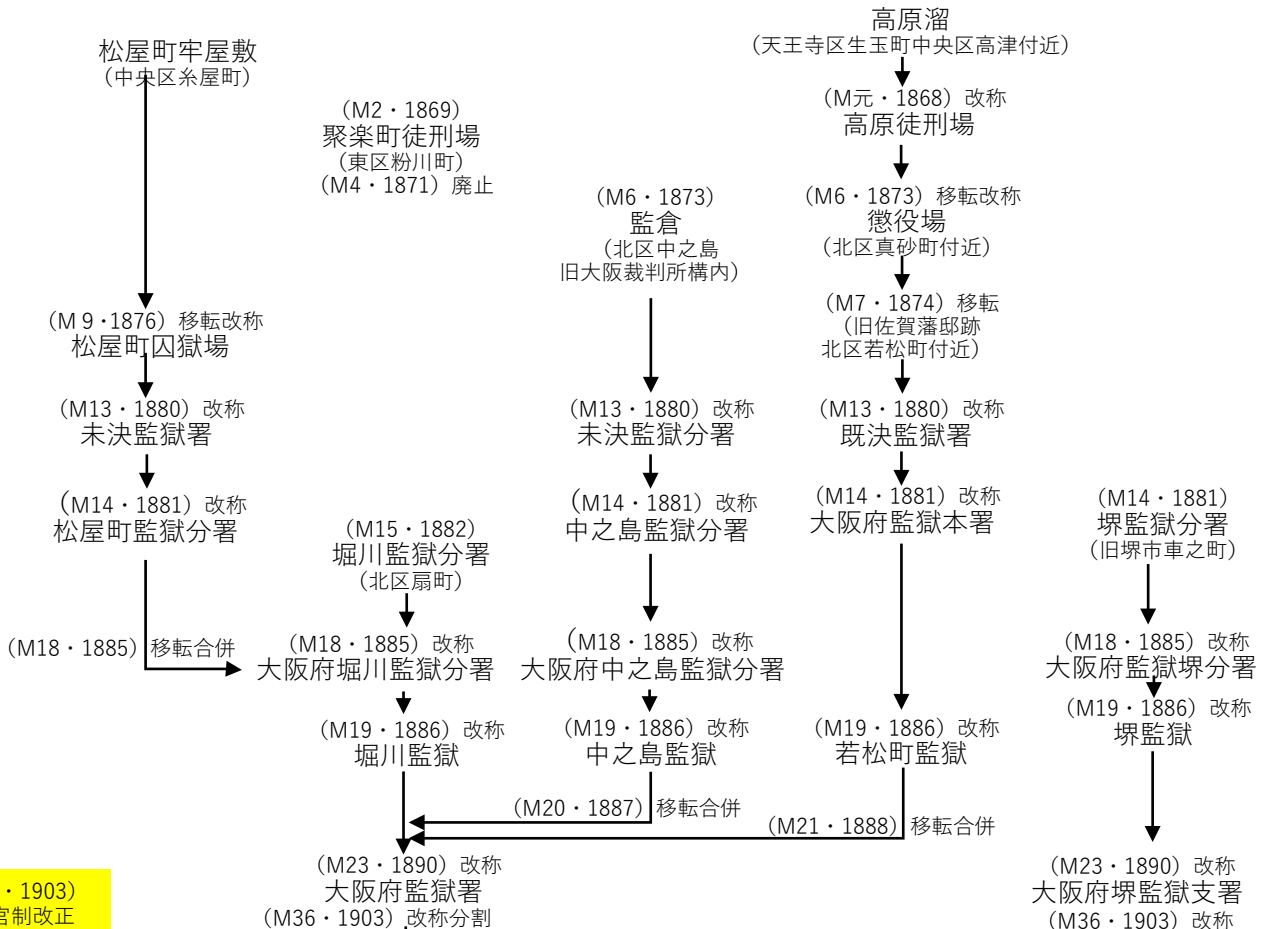 松屋町牢屋敷
(中央区糸屋町)
(M2・1869)
聚楽町徒刑場
(東区粉川町)
(M4・1871) 廃止
高原溜
(天王寺区生玉町中央区高津付近)
(M元・1868) 改称
高原徒刑場
(M6・1873)
監倉
(北区中之島
旧大阪裁判所構内)
(M6・1873) 移転改称
懲役場
(北区真砂町付近)
(M7・1874) 移転
(旧佐賀藩邸跡
北区若松町付近)
(M９・1876) 移転改称
松屋町囚獄場
(M13・1880) 改称
未決監獄署
(M13・1880) 改称
未決監獄分署
(M13・1880) 改称
既決監獄署
(M14・1881) 改称
松屋町監獄分署
(M15・1882)
堀川監獄分署
(北区扇町)
(M14・1881) 改称
中之島監獄分署
(M14・1881) 改称
大阪府監獄本署
(M14・1881)
堺監獄分署
(旧堺市車之町)
(M18・1885) 移転合併
(M18・1885) 改称
大阪府堀川監獄分署
(M18・1885) 改称
大阪府中之島監獄分署
(M18・1885) 改称
大阪府監獄堺分署
(M19・1886) 改称
堀川監獄
(M19・1886) 改称
中之島監獄
(M19・1886) 改称
若松町監獄
(M19・1886) 改称
堺監獄
(M20・1887) 移転合併
(M21・1888) 移転合併
(M23・1890) 改称
大阪府監獄署
(M36・1903) 改称分割
(M23・1890) 改称
大阪府堺監獄支署
(M36・1903) 改称
・1903)
官制改正